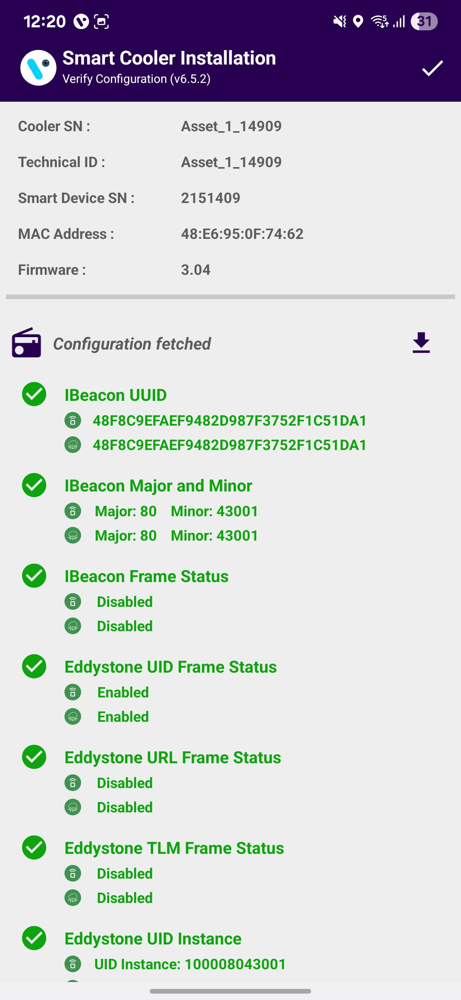 12:20
5
31
Smart Cooler Installation
Verify Configuration (v6.5.2)
Cooler SN : Asset_1_14909
Technical ID : Asset_1_14909
Smart Device SN : 2151409
MAC Address : 48:E6:95:0F:74:62
Firmware : 3.04
Configuration fetched
IBeacon UUID
48F8C9EFAEF9482D987F3752F1C51DA1
48F8C9EFAEF9482D987F3752F1C51DA1
IBeacon Major and Minor
Major: 80 Minor: 43001
Major: 80 Minor: 43001
IBeacon Frame Status
Disabled
Disabled
Eddystone UID Frame Status
Enabled
Enabled
Eddystone URL Frame Status
Disabled
Disabled
Eddystone TLM Frame Status
Disabled
Disabled
Eddystone UID Instance
UID Instance: 100008043001